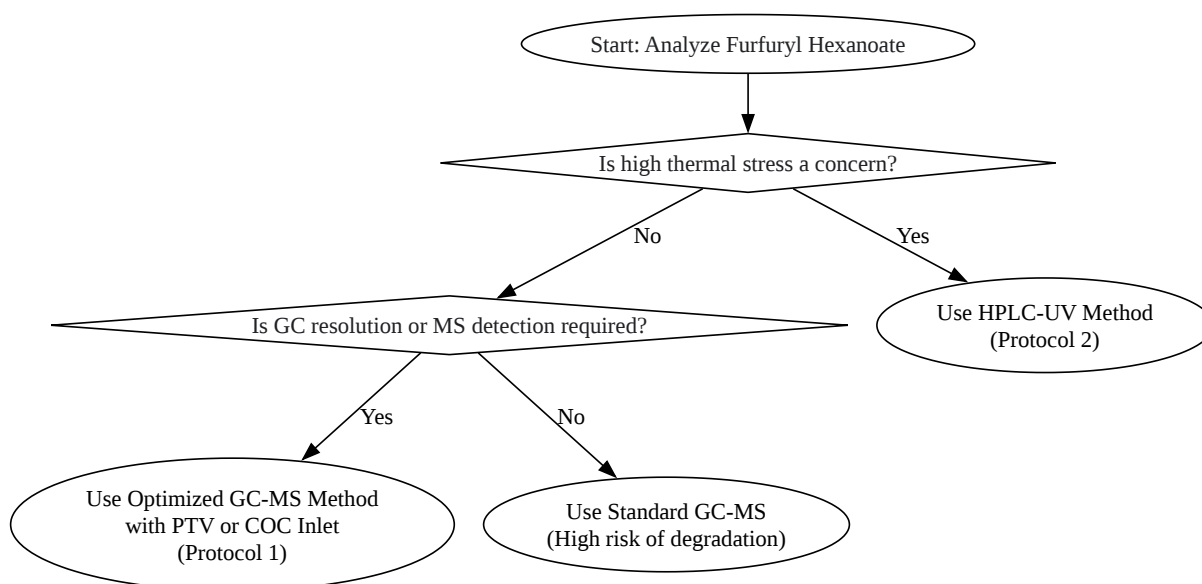 Start: Analyze Furfuryl Hexanoate
Is high thermal stress a concern?
No
Yes
Is GC resolution or MS detection required?
Use HPLC-UV Method
(Protocol 2)
Yes
No
Use Optimized GC-MS Method
with PTV or COC Inlet
(Protocol 1)
Use Standard GC-MS
(High risk of degradation)